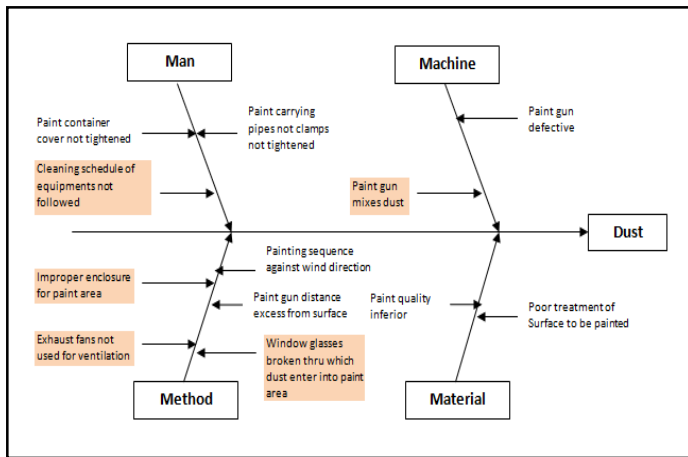 Man
Machine
Paint container
cover not tightened
Paint carrying
pipes not clamps
not tightened
Paint gun
defective
Cleaning schedule of
equipments not
followed
Paint gun
mixes dust
Dust
Painting sequence
against wind direction
Improper enclosure
for paint area
Paint gun distance
excess from surface
Paint quality
inferior
Poor treatment of
Surface to be painted
Exhaust fans not
used for ventilation
Window glasses
broken thru which
dust enter into paint
area
Method
Material